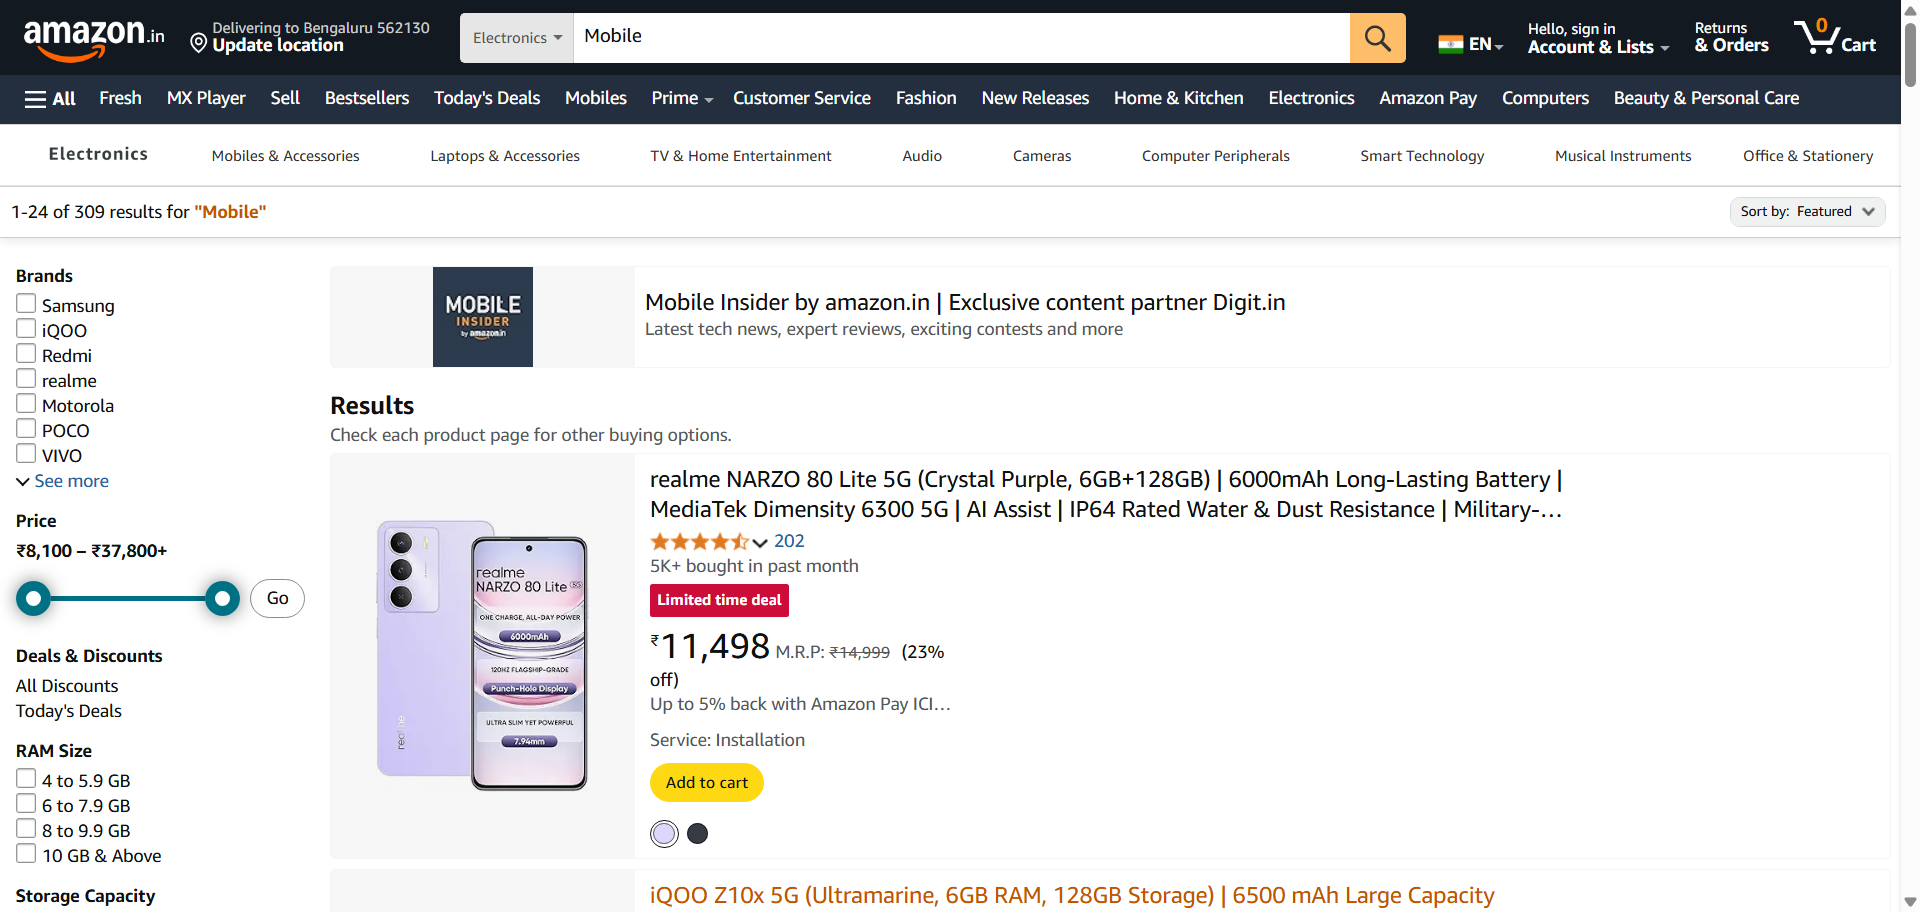 amazon.in
Delivering to Bengaluru 562130
Update location
Electronics
Mobile
EN
Hello, sign in
Account & Lists
Returns
& Orders
0
Cart
All
Fresh
MX Player
Sell
Bestsellers
Today's Deals
Mobiles
Prime
Customer Service
Fashion
New Releases
Home & Kitchen
Electronics
Amazon Pay
Computers
Beauty & Personal Care
Electronics
Mobiles & Accessories
Laptops & Accessories
TV & Home Entertainment
Audio
Cameras
Computer Peripherals
Smart Technology
Musical Instruments
Office & Stationery
1-24 of 309 results for "Mobile"
Sort by: Featured
Brands
Samsung
iQOO
Redmi
realme
Motorola
POCO
VIVO
See more
Price
₹8,100 – ₹37,800+
Go
Deals & Discounts
All Discounts
Today's Deals
RAM Size
4 to 5.9 GB
6 to 7.9 GB
8 to 9.9 GB
10 GB & Above
Storage Capacity
MOBILE
INSIDER
by amazon.in
Mobile Insider by amazon.in | Exclusive content partner Digit.in
Latest tech news, expert reviews, exciting contests and more
Results
Check each product page for other buying options.
realme
realme
NARZO 80 Lite 5G
ONE CHARGE, ALL-DAY POWER
6000mAh
120HZ FLAGSHIP-GRADE
Punch-Hole Display
ULTRA SLIM YET POWERFUL
7.94mm
realme NARZO 80 Lite 5G (Crystal Purple, 6GB+128GB) | 6000mAh Long-Lasting Battery |
MediaTek Dimensity 6300 5G | AI Assist | IP64 Rated Water & Dust Resistance | Military-…
202
5K+ bought in past month
Limited time deal
₹11,498 M.R.P: ₹14,999 (23%
off)
Up to 5% back with Amazon Pay ICI…
Service: Installation
Add to cart
iQOO Z10x 5G (Ultramarine, 6GB RAM, 128GB Storage) | 6500 mAh Large Capacity